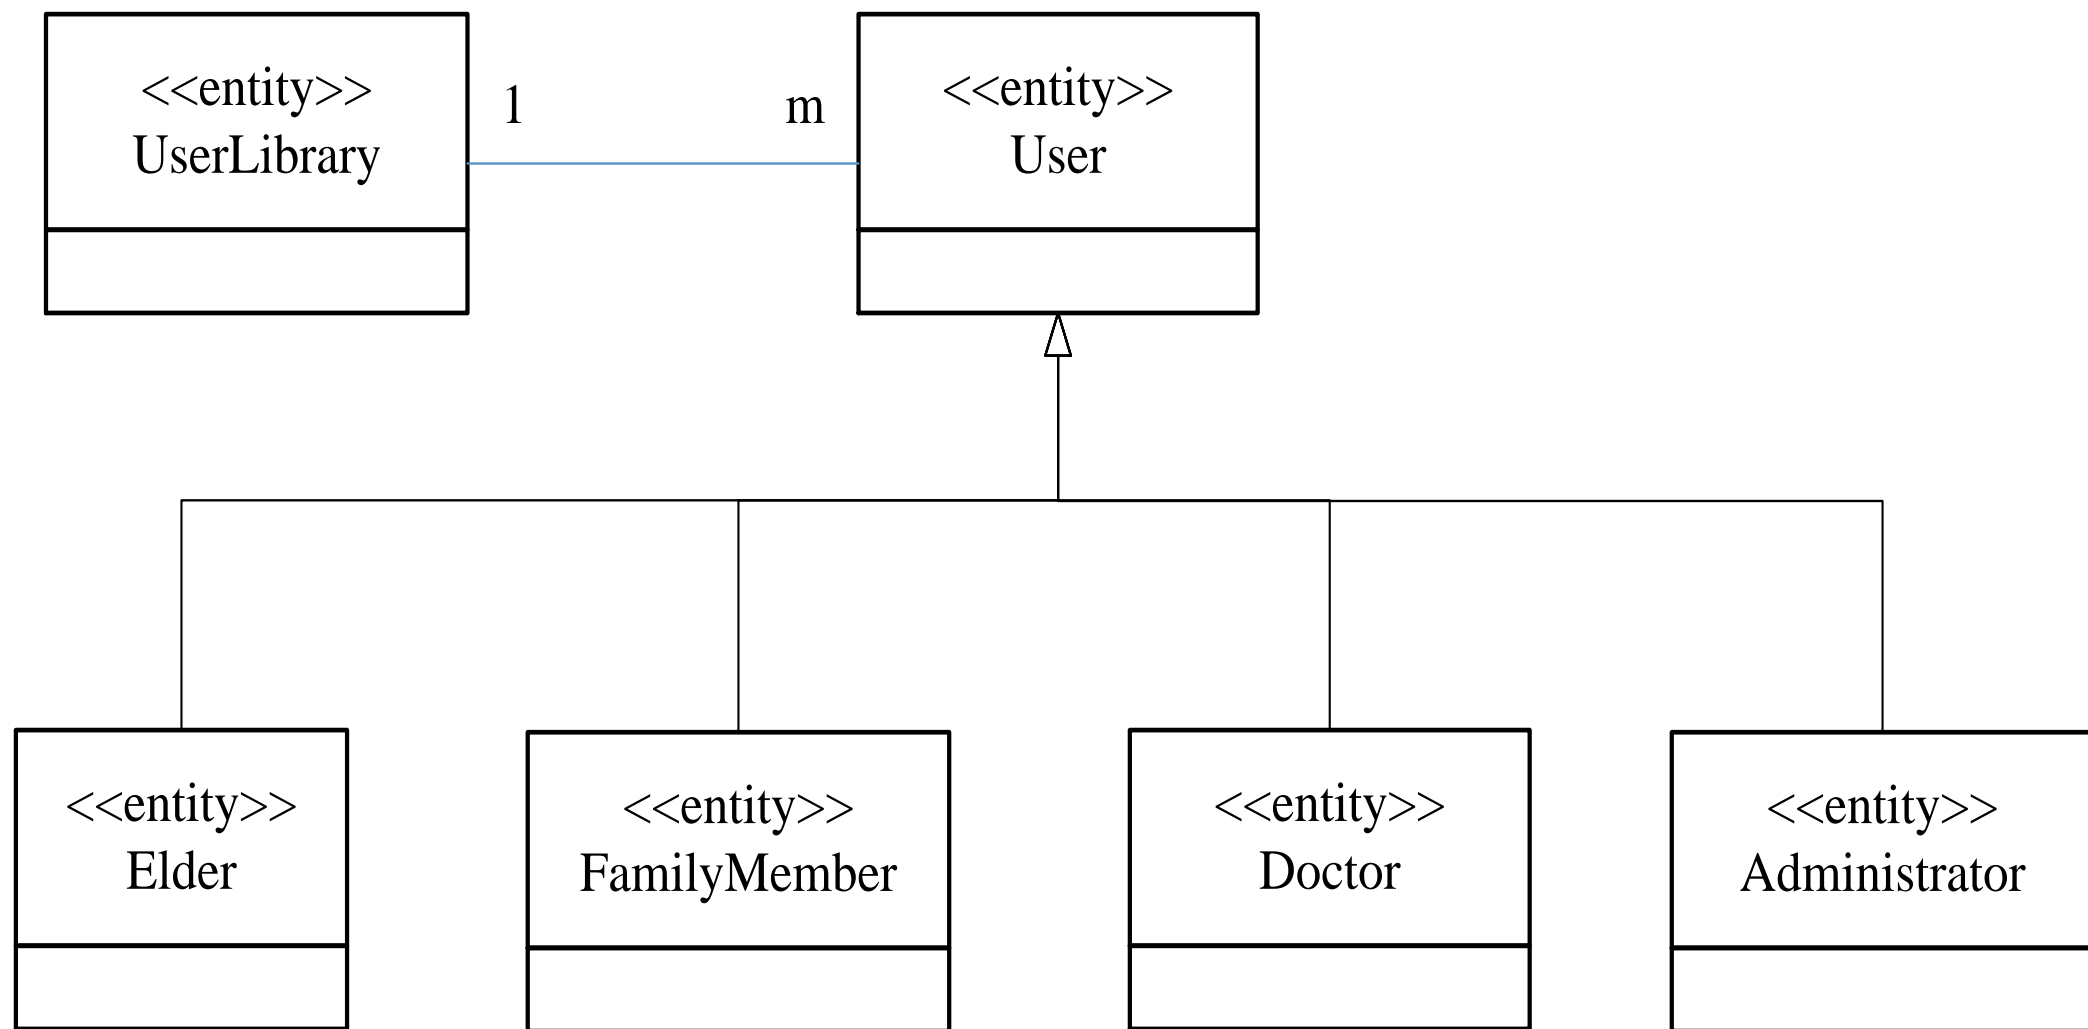 <<entity>>
UserLibrary
1
m
<<entity>>
User
<<entity>>
Elder
<<entity>>
FamilyMember
<<entity>>
Doctor
<<entity>>
Administrator